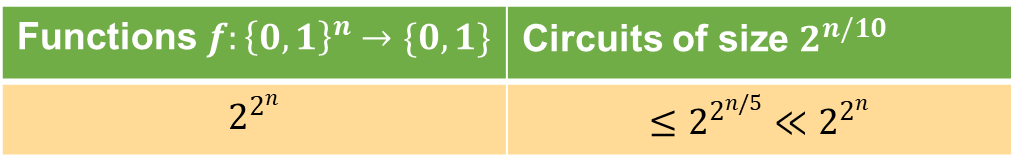 Functions 𝒇: {𝟎, 𝟏}ⁿ → {𝟎, 𝟏} Circuits of size 𝟐^{𝒏/𝟏𝟎}
2^{2^n} ≤ 2^{2^{n/5}} ≪ 2^{2^n}